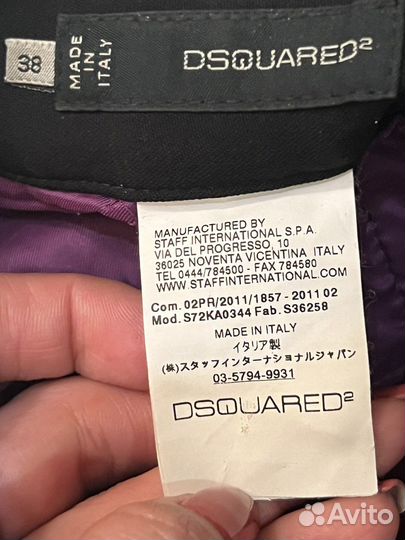 38
MADE
IN
ITALY
DSQUARED2
MANUFACTURED BY
STAFF INTERNATIONAL S.P.A.
VIA DEL PROGRESSO, 10
36025 NOVENTA VICENTINA ITALY
TEL 0444/784500 - FAX 784580
WWW.STAFFINTERNATIONAL.COM
Com. 02PR/2011/1857 - 2011 02
Mod. S72KA0344 Fab. S36258
MADE IN ITALY
イタリア製
(株)スタッフインターナショナルジャパン
03-5794-9931
DSQUARED2
Avito